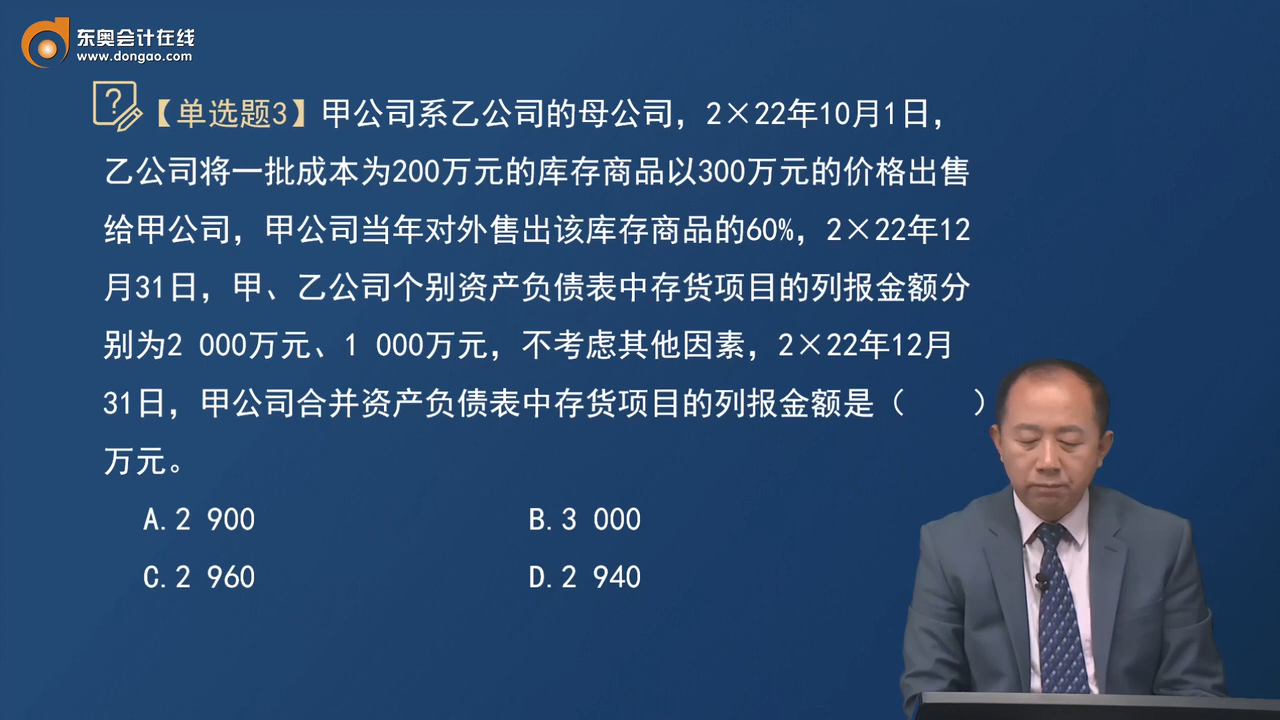 东奥会计在线
www.dongao.com
【单选题3】甲公司系乙公司的母公司，2×22年10月1日，
乙公司将一批成本为200万元的库存商品以300万元的价格出售
给甲公司，甲公司当年对外售出该库存商品的60%，2×22年12
月31日，甲、乙公司个别资产负债表中存货项目的列报金额分
别为2 000万元、1 000万元，不考虑其他因素，2×22年12月
31日，甲公司合并资产负债表中存货项目的列报金额是（　　）
万元。
A.2 900 B.3 000
C.2 960 D.2 940